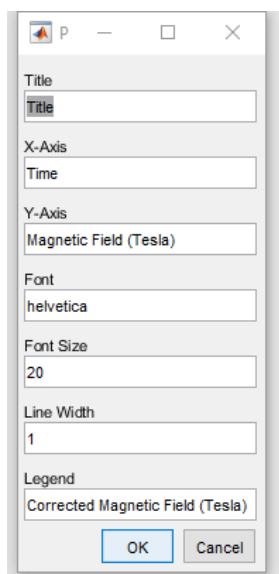 P
Title
Title
X-Axis
Time
Y-Axis
Magnetic Field (Tesla)
Font
helvetica
Font Size
20
Line Width
1
Legend
Corrected Magnetic Field (Tesla)
OK Cancel